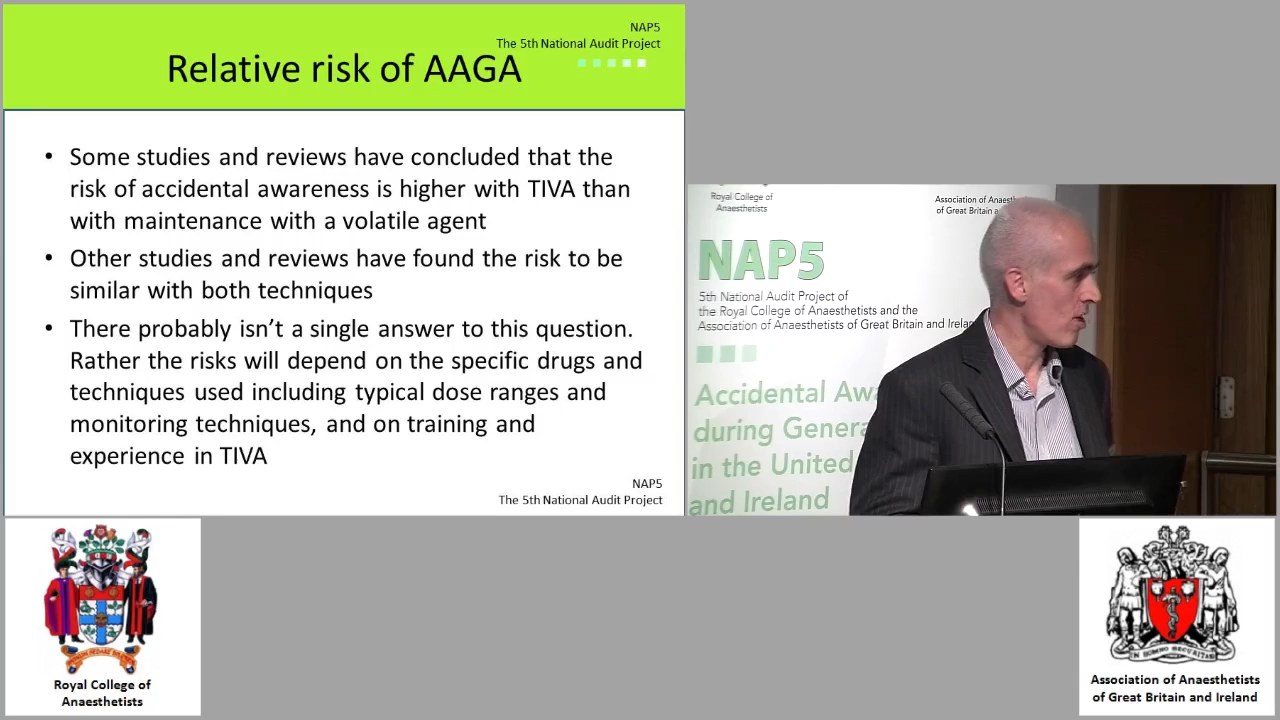 NAP5
The 5th National Audit Project
Relative risk of AAGA
• Some studies and reviews have concluded that the
risk of accidental awareness is higher with TIVA than
with maintenance with a volatile agent
• Other studies and reviews have found the risk to be
similar with both techniques
• There probably isn’t a single answer to this question.
Rather the risks will depend on the specific drugs and
techniques used including typical dose ranges and
monitoring techniques, and on training and
experience in TIVA
NAP5
The 5th National Audit Project
Royal College of
Anaesthetists
Association of Anaest
of Great Britain a
NAP5
5th National Audit Project of
the Royal College of Anaesthetists and the
Association of Anaesthetists of Great Britain and Irelan
Accidental Awa
during Genera
in the United
and Ireland
Royal College of
Anaesthetists
Association of Anaesthetists
of Great Britain and Ireland